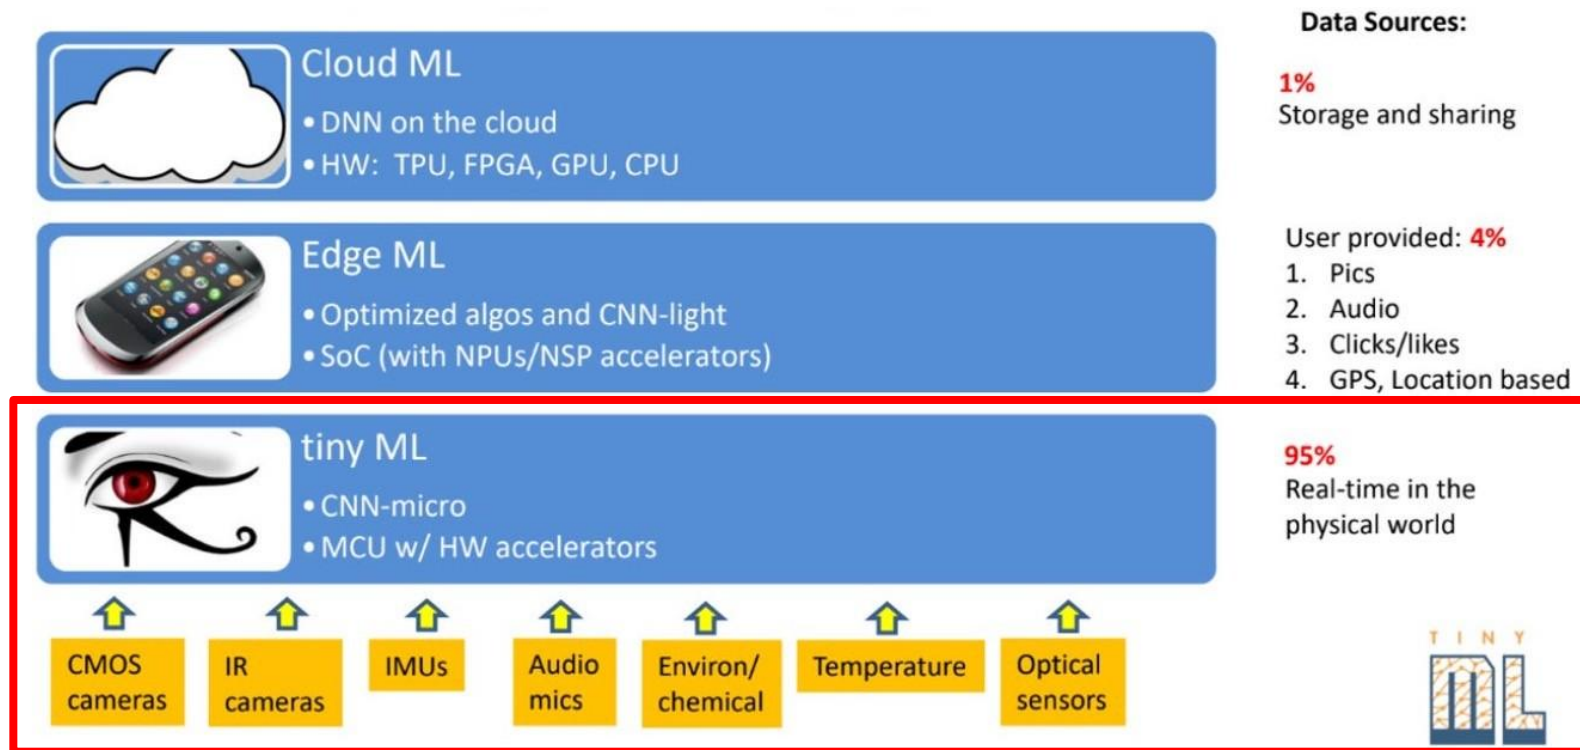 Data Sources:
Cloud ML
• DNN on the cloud
• HW: TPU, FPGA, GPU, CPU
1%
Storage and sharing
Edge ML
• Optimized algos and CNN-light
• SoC (with NPUs/NSP accelerators)
User provided: 4%
1. Pics
2. Audio
3. Clicks/likes
4. GPS, Location based
tiny ML
• CNN-micro
• MCU w/ HW accelerators
95%
Real-time in the
physical world
CMOS
cameras
IR
cameras
IMUs
Audio
mics
Environ/
chemical
Temperature
Optical
sensors
TINY
ML